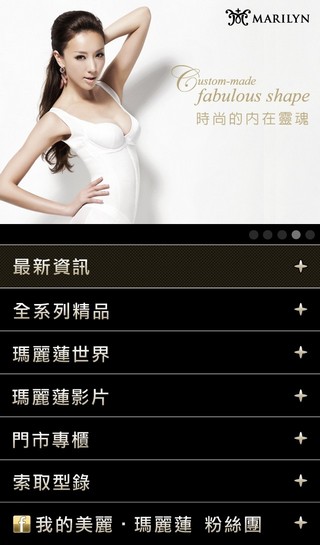 MARILYN
Custom-made
fabulous shape
時尚的內在靈魂
最新資訊
全系列精品
瑪麗蓮世界
瑪麗蓮影片
門市專櫃
索取型錄
f 我的美麗・瑪麗蓮 粉絲團